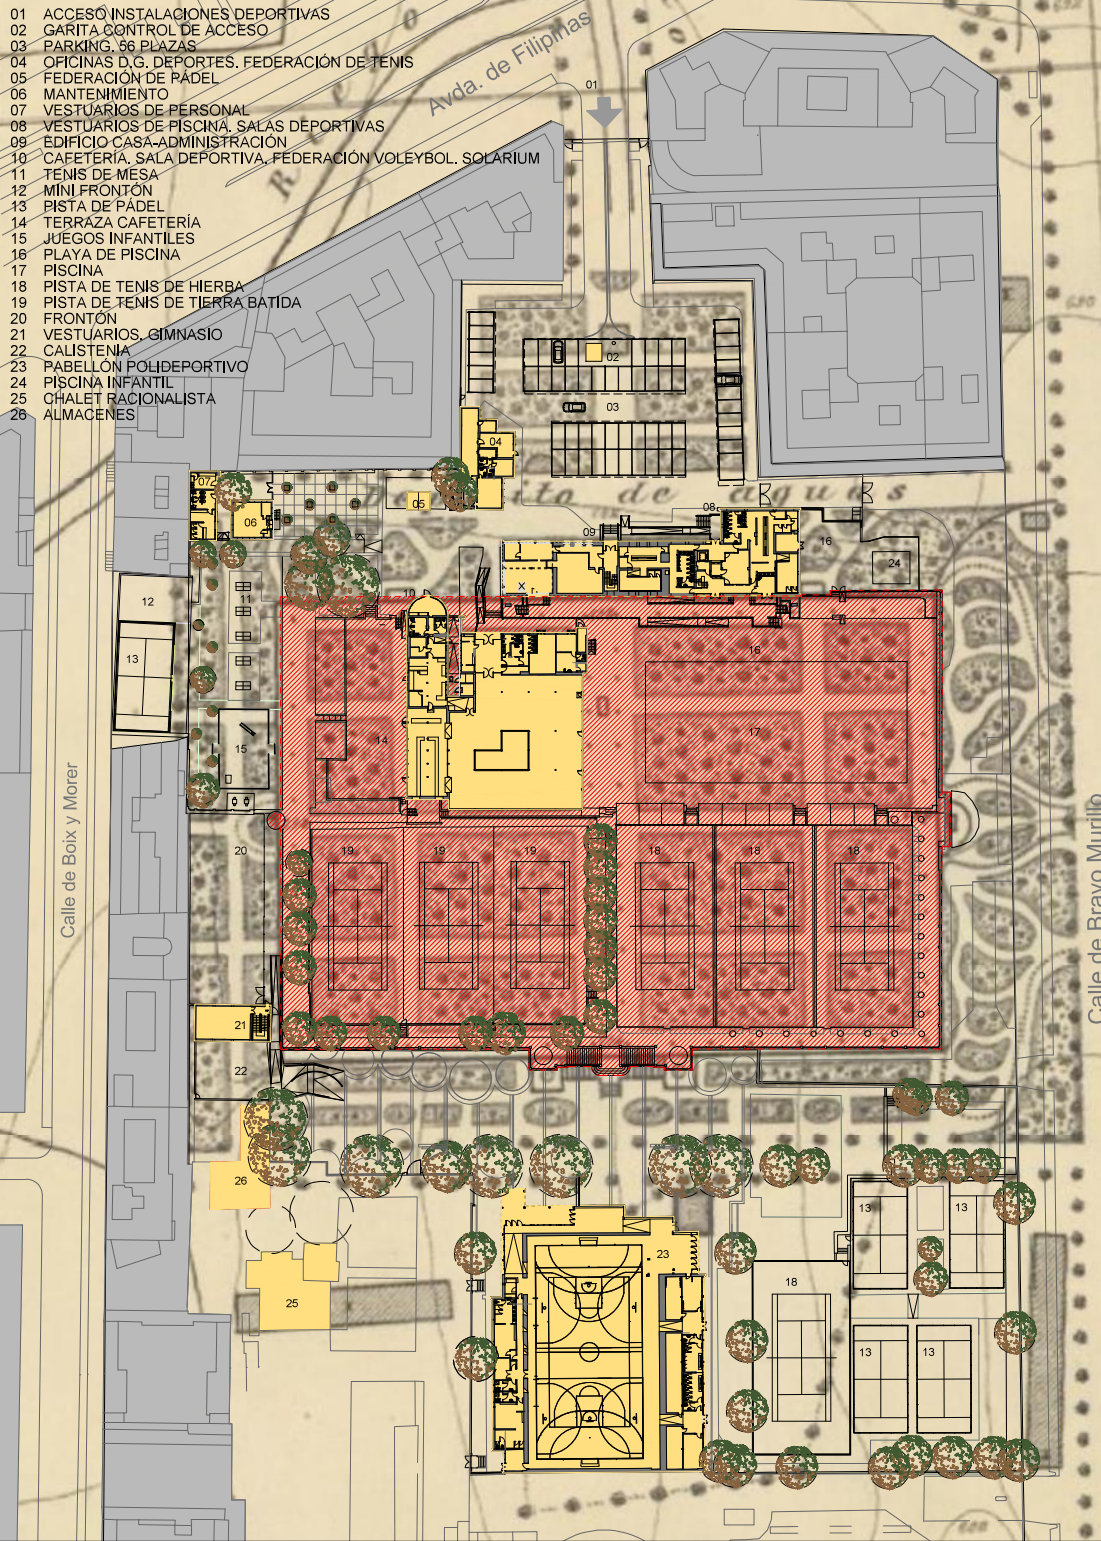 01 ACCESO INSTALACIONES DEPORTIVAS
02 GARITA CONTROL DE ACCESO
03 PARKING. 56 PLAZAS
04 OFICINAS D.G. DEPORTES. FEDERACIÓN DE TENIS
05 FEDERACIÓN DE PÁDEL
06 MANTENIMIENTO
07 VESTUARIOS DE PERSONAL
08 VESTUARIOS DE PISCINA. SALAS DEPORTIVAS
09 EDIFICIO CASA-ADMINISTRACIÓN
10 CAFETERÍA. SALA DEPORTIVA. FEDERACIÓN VOLEYBOL. SOLARIUM
11 TENIS DE MESA
12 MINI FRONTÓN
13 PISTA DE PÁDEL
14 TERRAZA CAFETERÍA
15 JUEGOS INFANTILES
16 PLAYA DE PISCINA
17 PISCINA
18 PISTA DE TENIS DE HIERBA
19 PISTA DE TENIS DE TIERRA BATIDA
20 FRONTÓN
21 VESTUARIOS. GIMNASIO
22 CALISTENIA
23 PABELLÓN POLIDEPORTIVO
24 PISCINA INFANTIL
25 CHALET RACIONALISTA
26 ALMACENES
Avda. de Filipinas
01
02
03
04
05
07
06
08
09
16
24
de aguas
12
11
10
13
16
14
15
17
Calle de Boix y Morer
Calle de Bravo Murillo
20
19
19
19
18
18
18
21
22
26
25
23
18
13
13
13
13